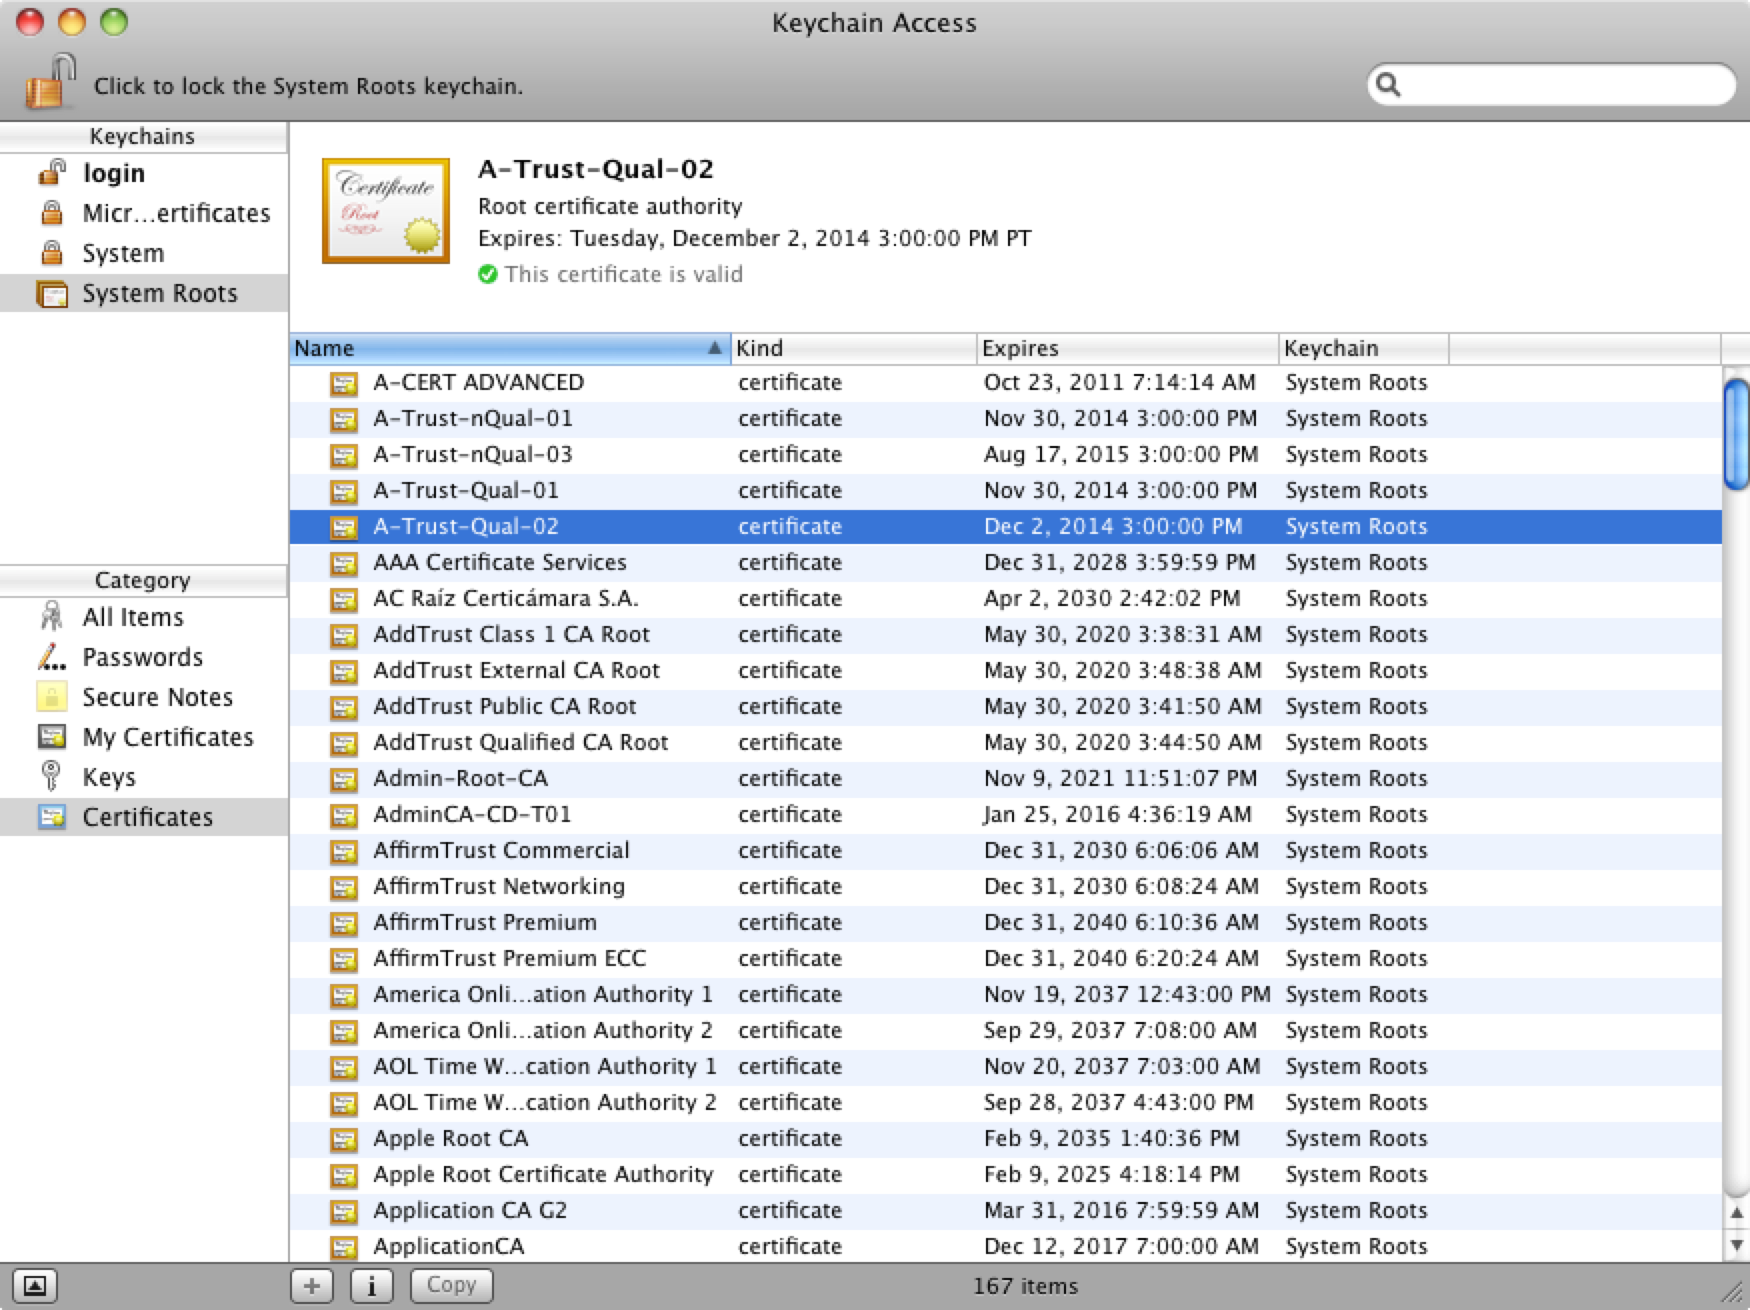 Keychain Access
Click to lock the System Roots keychain.
Keychains
login
Micr...ertificates
System
System Roots
Category
All Items
Passwords
Secure Notes
My Certificates
Keys
Certificates
Certificate
Root
A-Trust-Qual-02
Root certificate authority
Expires: Tuesday, December 2, 2014 3:00:00 PM PT
This certificate is valid
Name Kind Expires Keychain
A-CERT ADVANCED certificate Oct 23, 2011 7:14:14 AM System Roots
A-Trust-nQual-01 certificate Nov 30, 2014 3:00:00 PM System Roots
A-Trust-nQual-03 certificate Aug 17, 2015 3:00:00 PM System Roots
A-Trust-Qual-01 certificate Nov 30, 2014 3:00:00 PM System Roots
A-Trust-Qual-02 certificate Dec 2, 2014 3:00:00 PM System Roots
AAA Certificate Services certificate Dec 31, 2028 3:59:59 PM System Roots
AC Raíz Certicámara S.A. certificate Apr 2, 2030 2:42:02 PM System Roots
AddTrust Class 1 CA Root certificate May 30, 2020 3:38:31 AM System Roots
AddTrust External CA Root certificate May 30, 2020 3:48:38 AM System Roots
AddTrust Public CA Root certificate May 30, 2020 3:41:50 AM System Roots
AddTrust Qualified CA Root certificate May 30, 2020 3:44:50 AM System Roots
Admin-Root-CA certificate Nov 9, 2021 11:51:07 PM System Roots
AdminCA-CD-T01 certificate Jan 25, 2016 4:36:19 AM System Roots
AffirmTrust Commercial certificate Dec 31, 2030 6:06:06 AM System Roots
AffirmTrust Networking certificate Dec 31, 2030 6:08:24 AM System Roots
AffirmTrust Premium certificate Dec 31, 2040 6:10:36 AM System Roots
AffirmTrust Premium ECC certificate Dec 31, 2040 6:20:24 AM System Roots
America Onli...ation Authority 1 certificate Nov 19, 2037 12:43:00 PM System Roots
America Onli...ation Authority 2 certificate Sep 29, 2037 7:08:00 AM System Roots
AOL Time W...cation Authority 1 certificate Nov 20, 2037 7:03:00 AM System Roots
AOL Time W...cation Authority 2 certificate Sep 28, 2037 4:43:00 PM System Roots
Apple Root CA certificate Feb 9, 2035 1:40:36 PM System Roots
Apple Root Certificate Authority certificate Feb 9, 2025 4:18:14 PM System Roots
Application CA G2 certificate Mar 31, 2016 7:59:59 AM System Roots
ApplicationCA certificate Dec 12, 2017 7:00:00 AM System Roots
+ i Copy 167 items